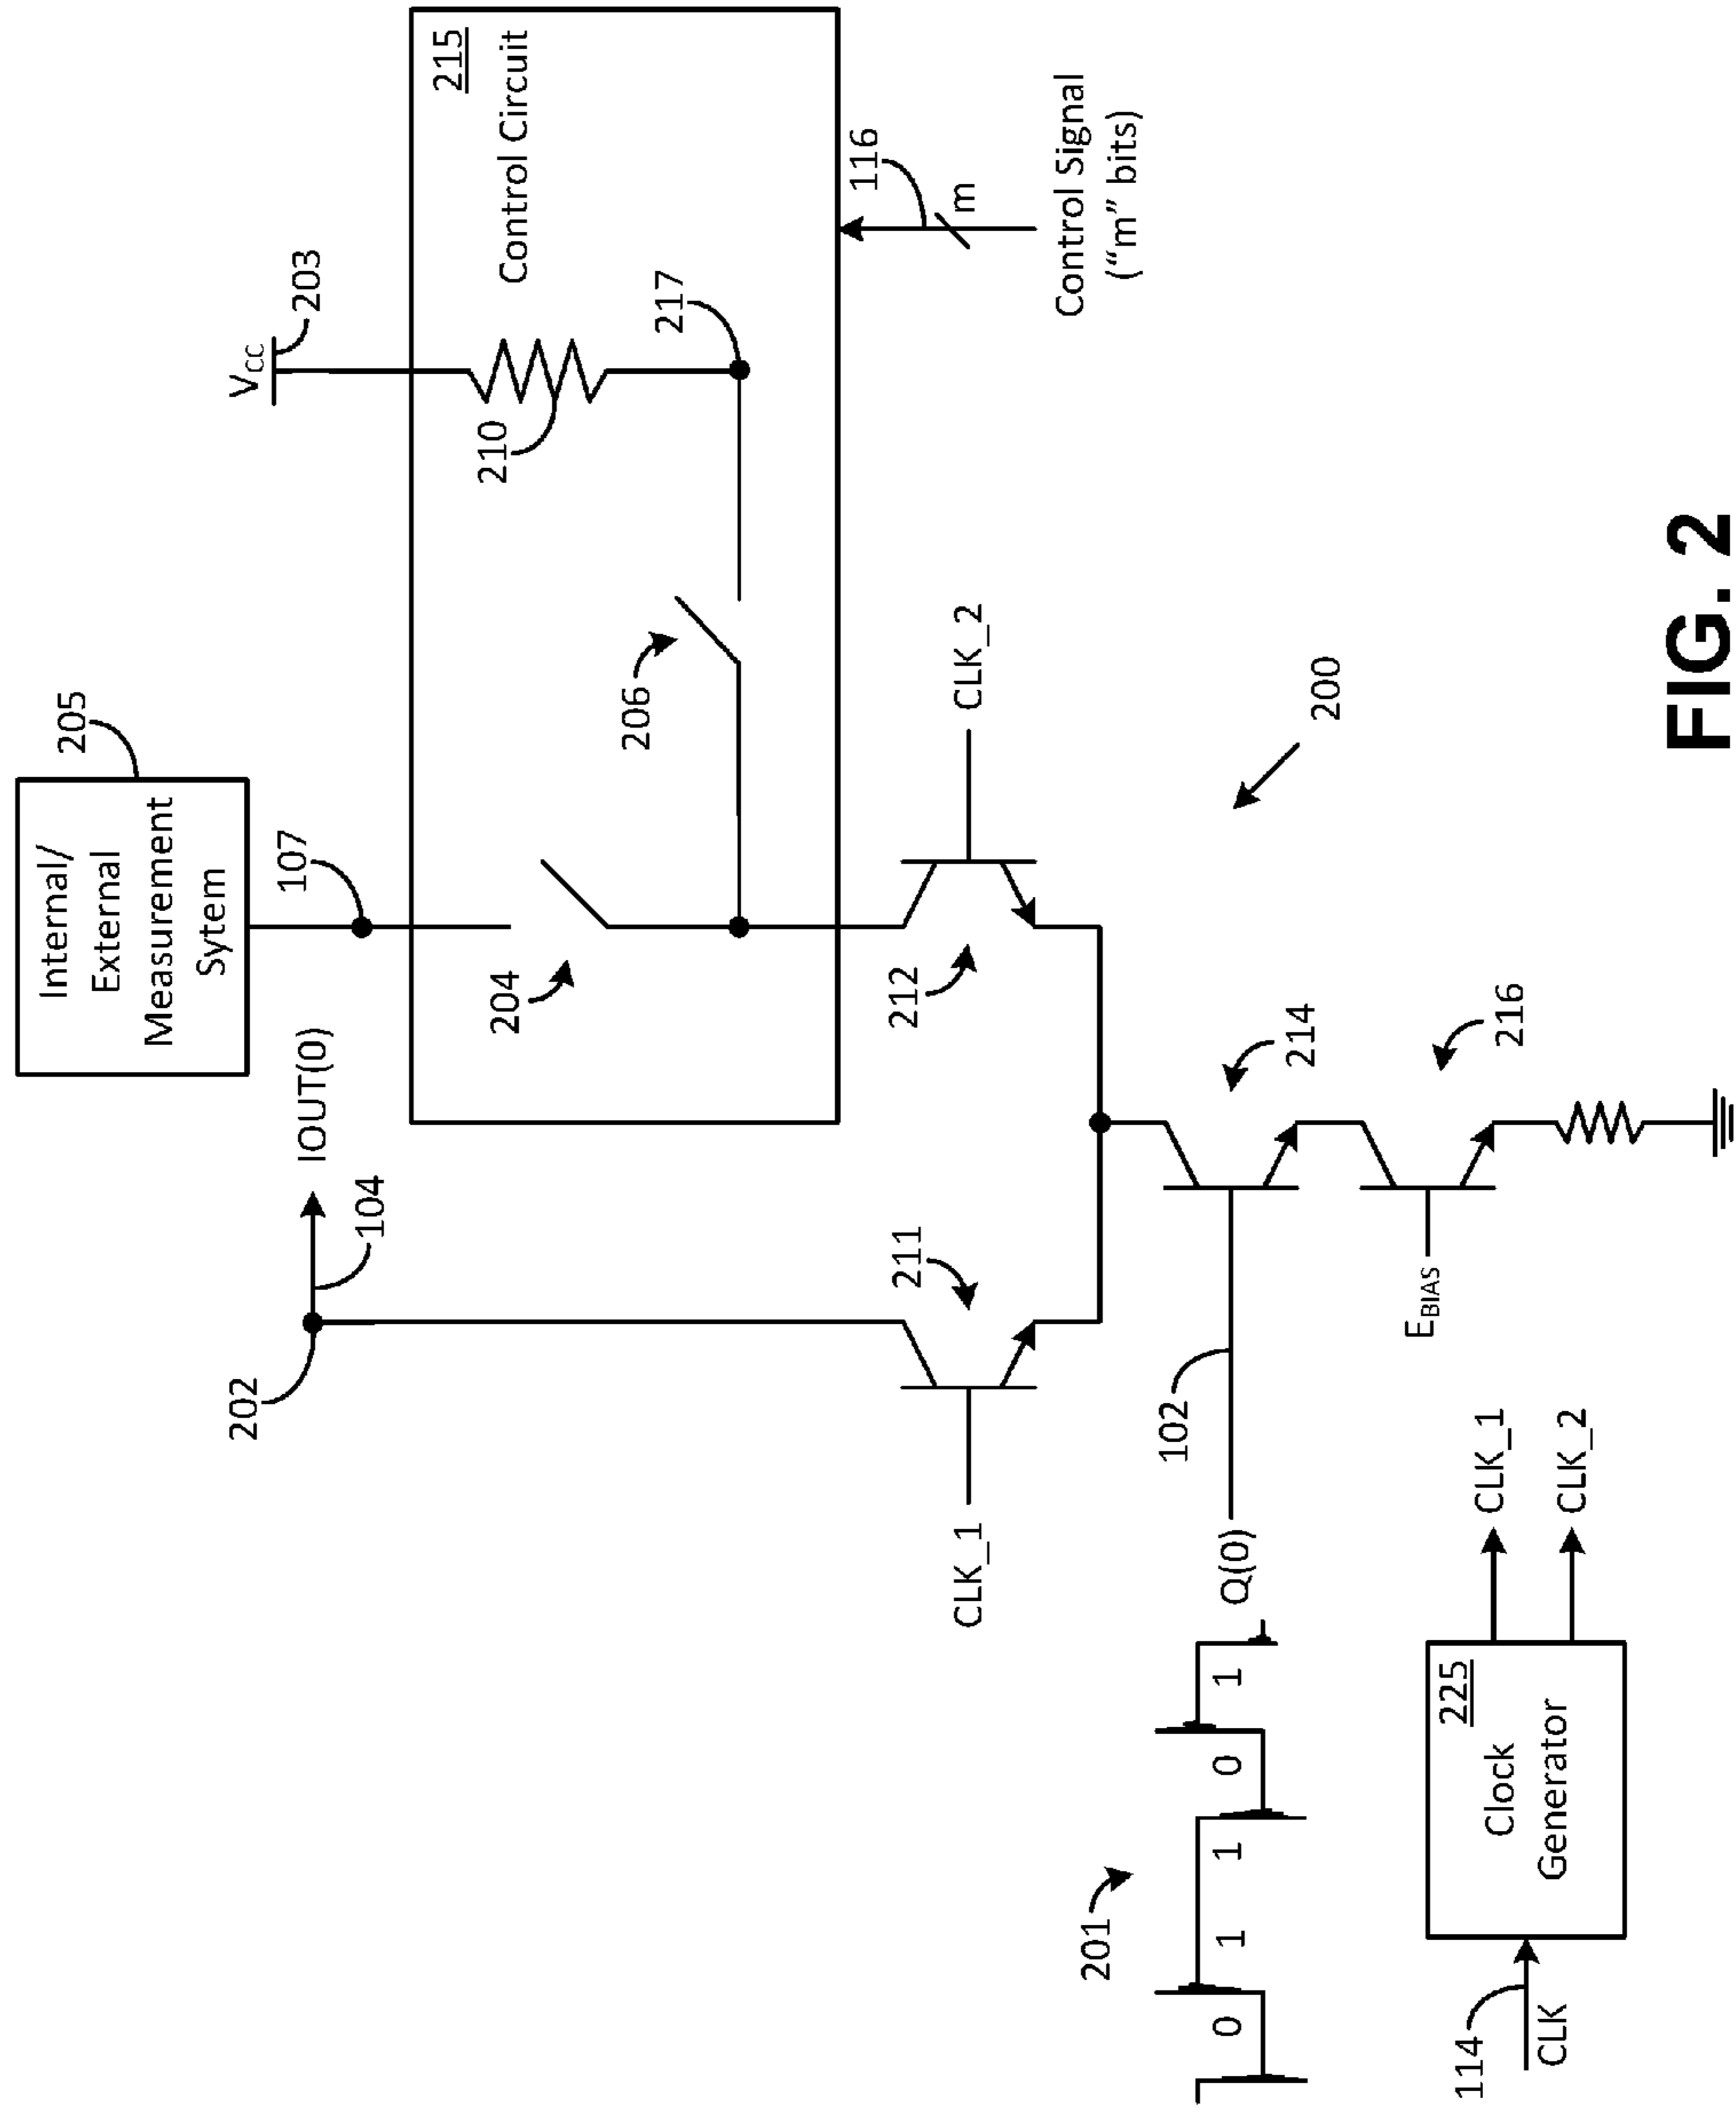 Internal/
External
Measurement
Sytem
205
IOUT(0)
107
V_CC
203
202
104
215
Control Circuit
210
204
206
217
116
m
Control Signal
("m" bits)
211
212
CLK_1
CLK_2
200
214
102
Q(0)
201
0 1 1 0 1
E_BIAS
216
114
CLK
225
Clock
Generator
CLK_1
CLK_2
FIG. 2